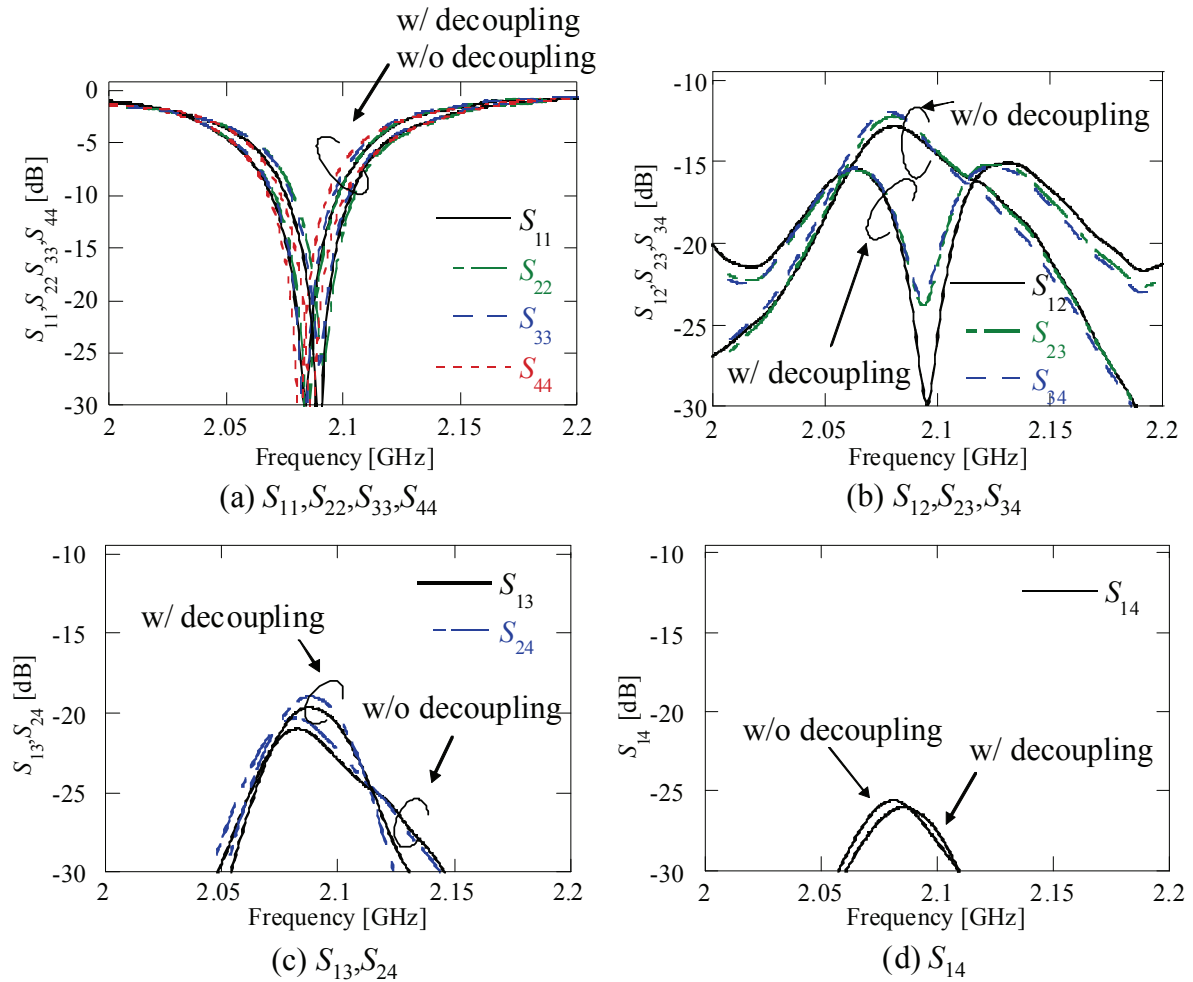 w/ decoupling
w/o decoupling
0
-5
-10
-15
-20
-25
-30
S11,S22,S33,S44 [dB]
S11
S22
S33
S44
2
2.05
2.1
2.15
2.2
Frequency [GHz]
(a) S11,S22,S33,S44
-10
-15
-20
-25
-30
S12,S23,S34 [dB]
w/o decoupling
w/ decoupling
S12
S23
S34
2
2.05
2.1
2.15
2.2
Frequency [GHz]
(b) S12,S23,S34
-10
-15
-20
-25
-30
S13,S24 [dB]
S13
S24
w/ decoupling
w/o decoupling
2
2.05
2.1
2.15
2.2
Frequency [GHz]
(c) S13,S24
-10
-15
-20
-25
-30
S14 [dB]
S14
w/o decoupling
w/ decoupling
2
2.05
2.1
2.15
2.2
Frequency [GHz]
(d) S14